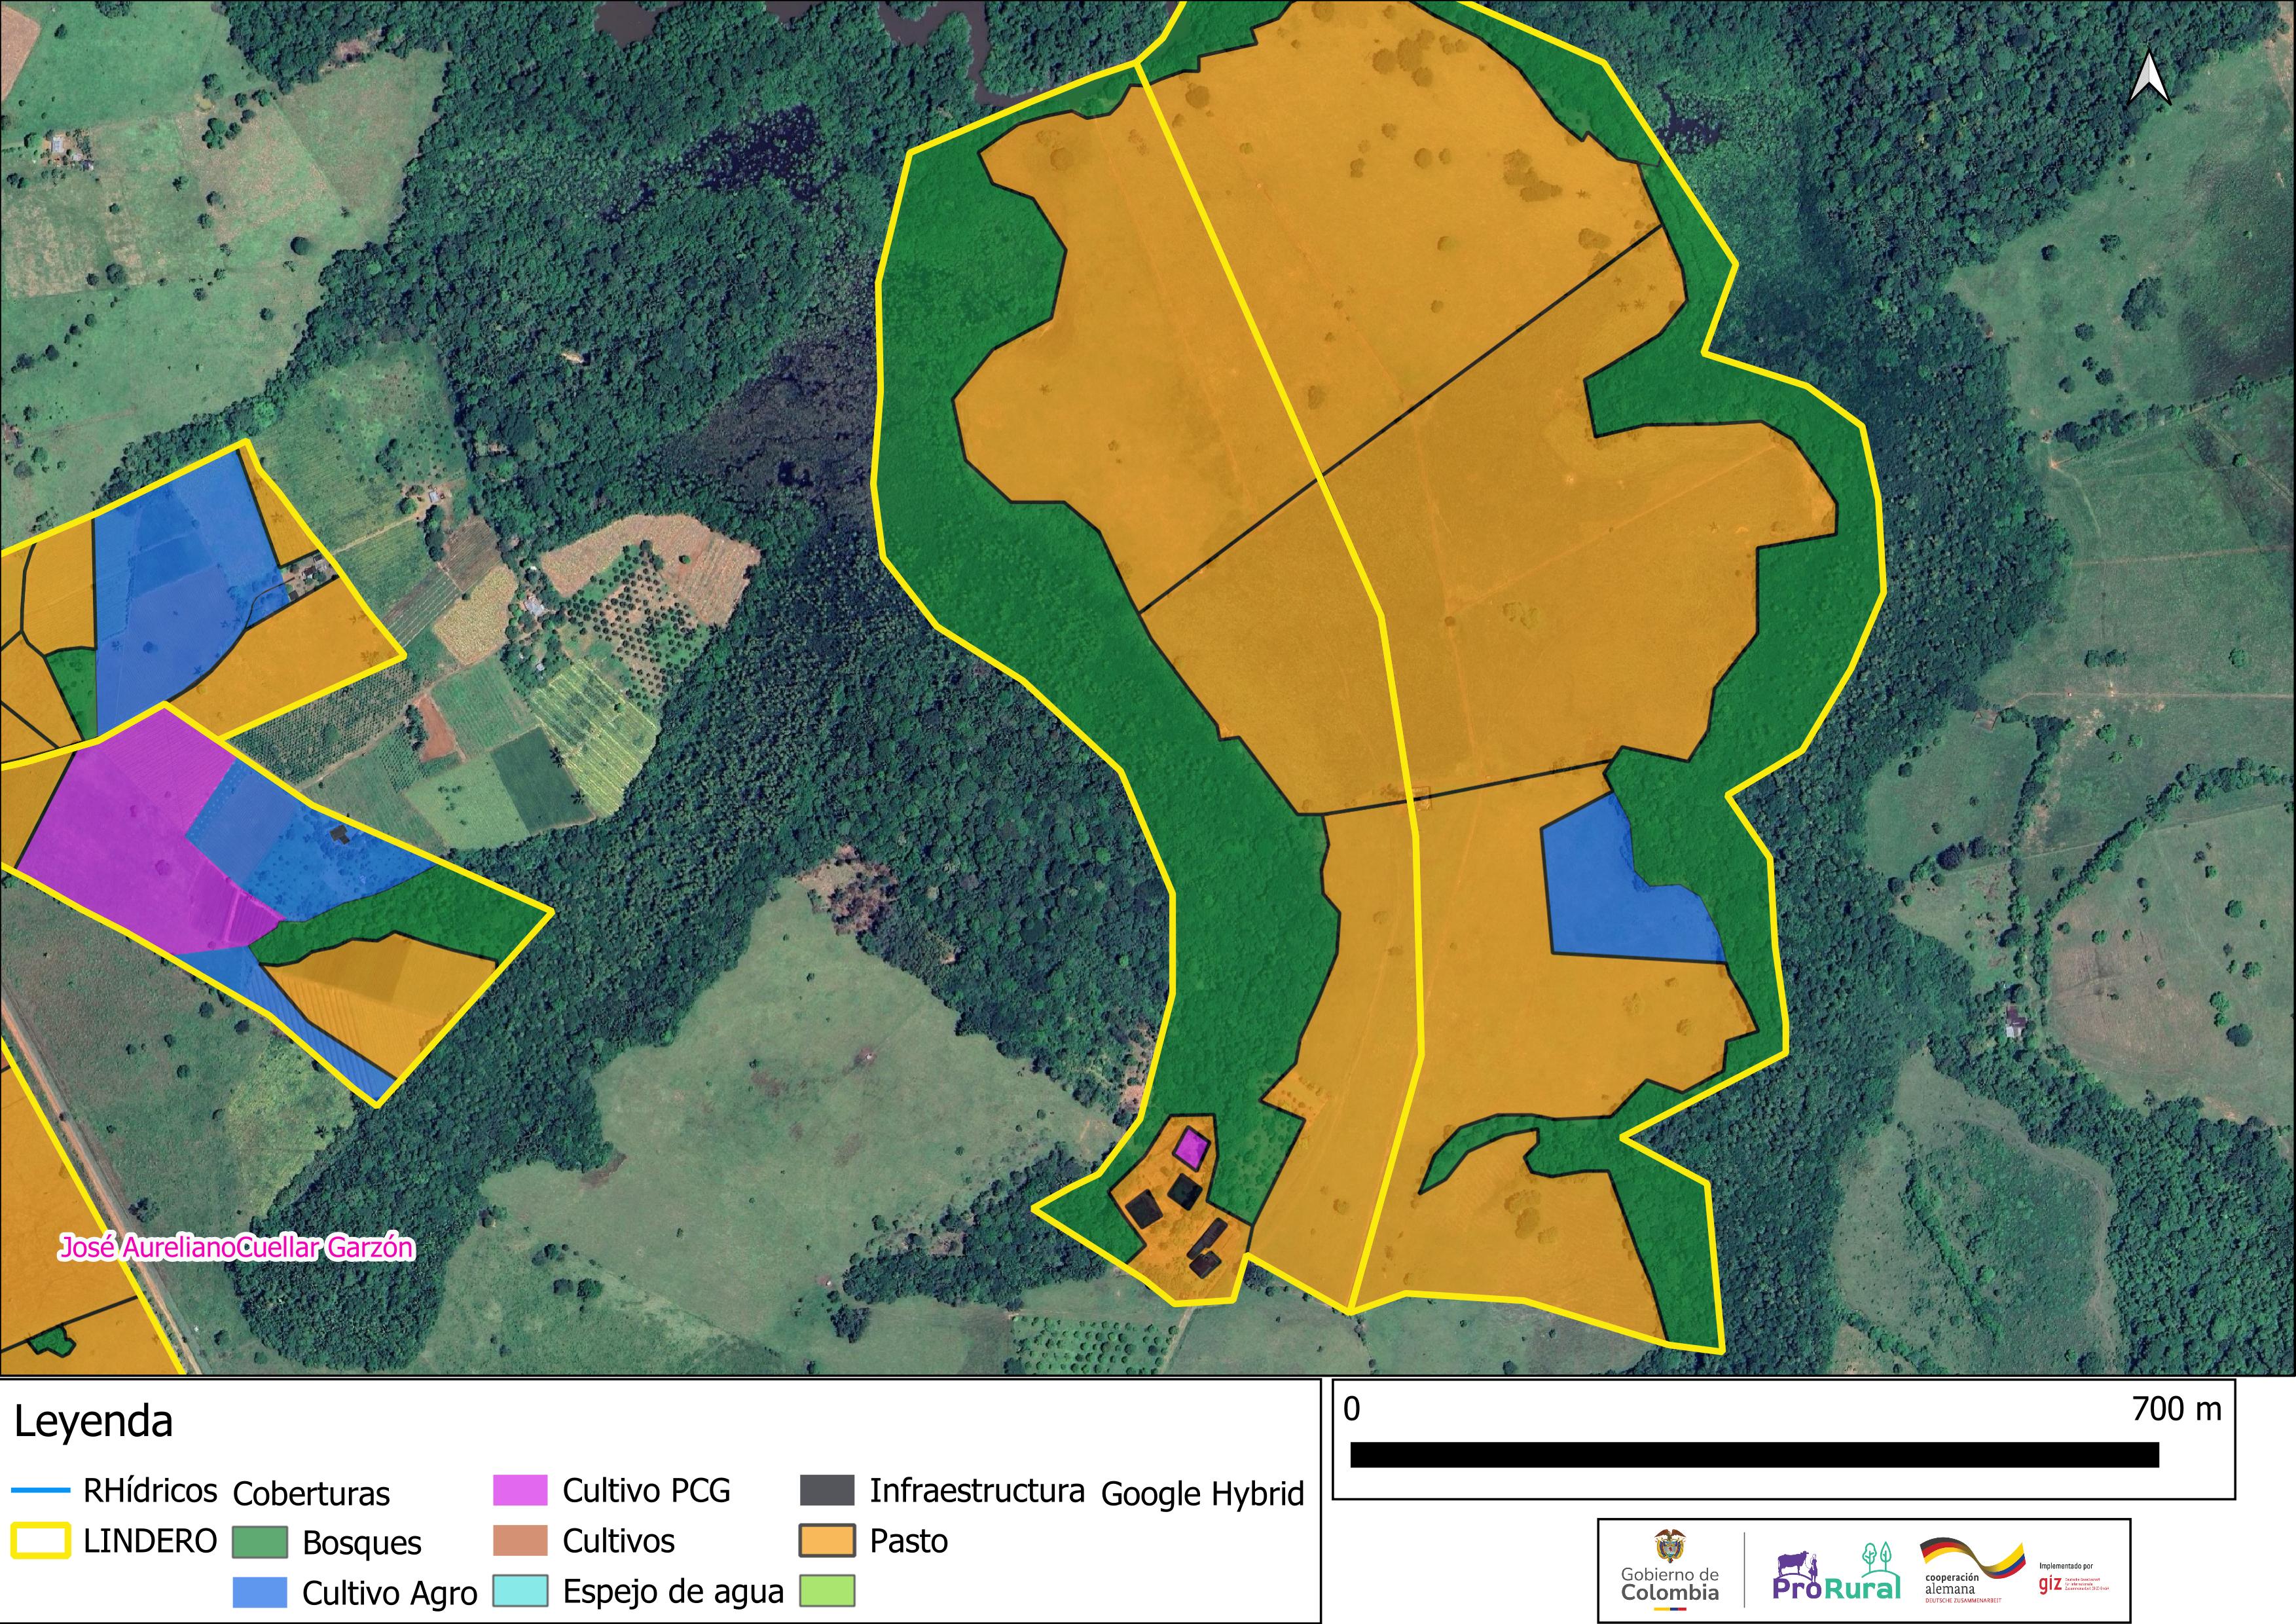 José AurelianoCuellar Garzón
Leyenda
RHídricos
LINDERO
Coberturas
Bosques
Cultivo Agro
Cultivo PCG
Cultivos
Espejo de agua
Infraestructura
Pasto
Google Hybrid
0 700 m
Gobierno de
Colombia
ProRural
cooperación
alemana
DEUTSCHE ZUSAMMENARBEIT
Implementado por
giz